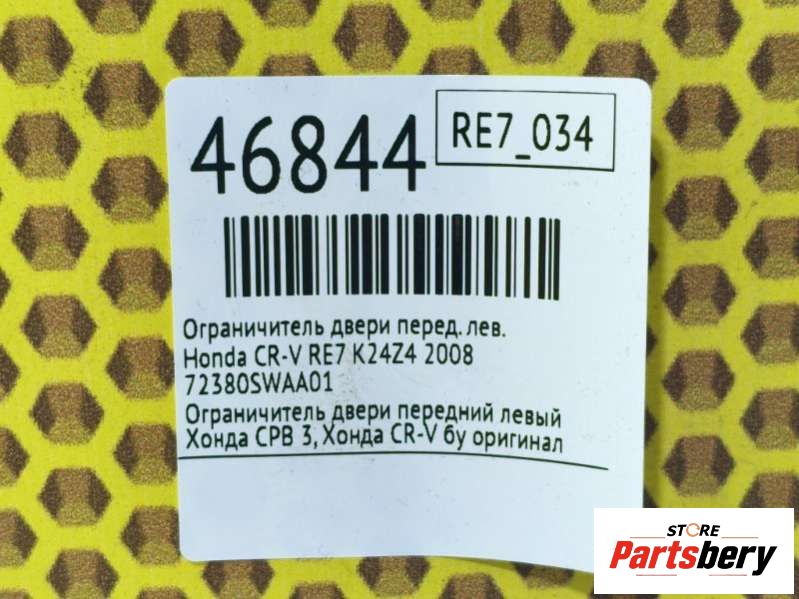 46844
RE7_034
Ограничитель двери перед. лев.
Honda CR-V RE7 K24Z4 2008
72380SWAA01
Ограничитель двери передний левый
Хонда СРВ 3, Хонда CR-V бу оригинал
STORE
Partsbery